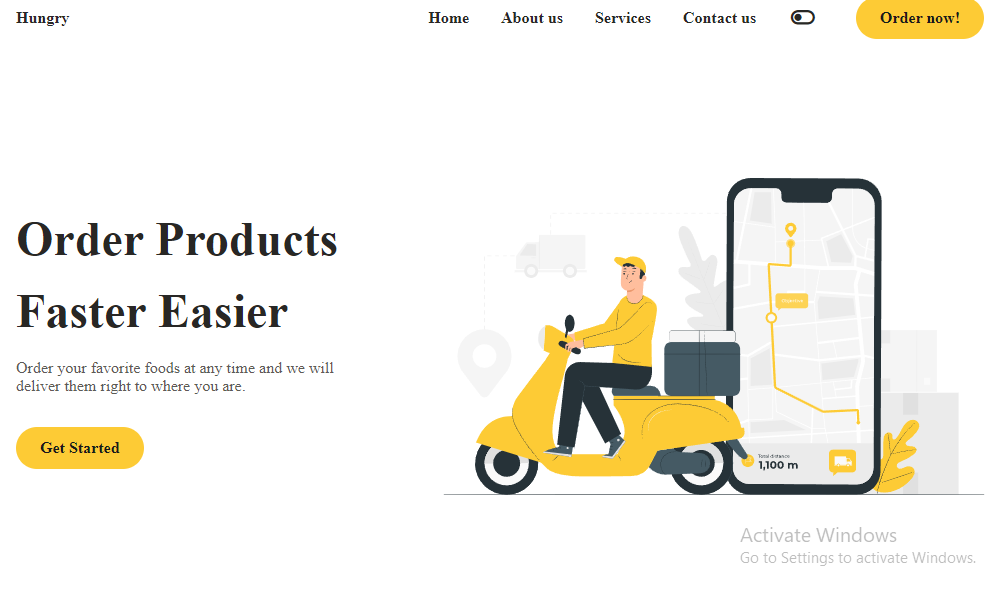 Hungry
Home About us Services Contact us Order now!
Order Products
Faster Easier
Order your favorite foods at any time and we will
deliver them right to where you are.
Get Started
Total distance
1,100 m
Activate Windows
Go to Settings to activate Windows.